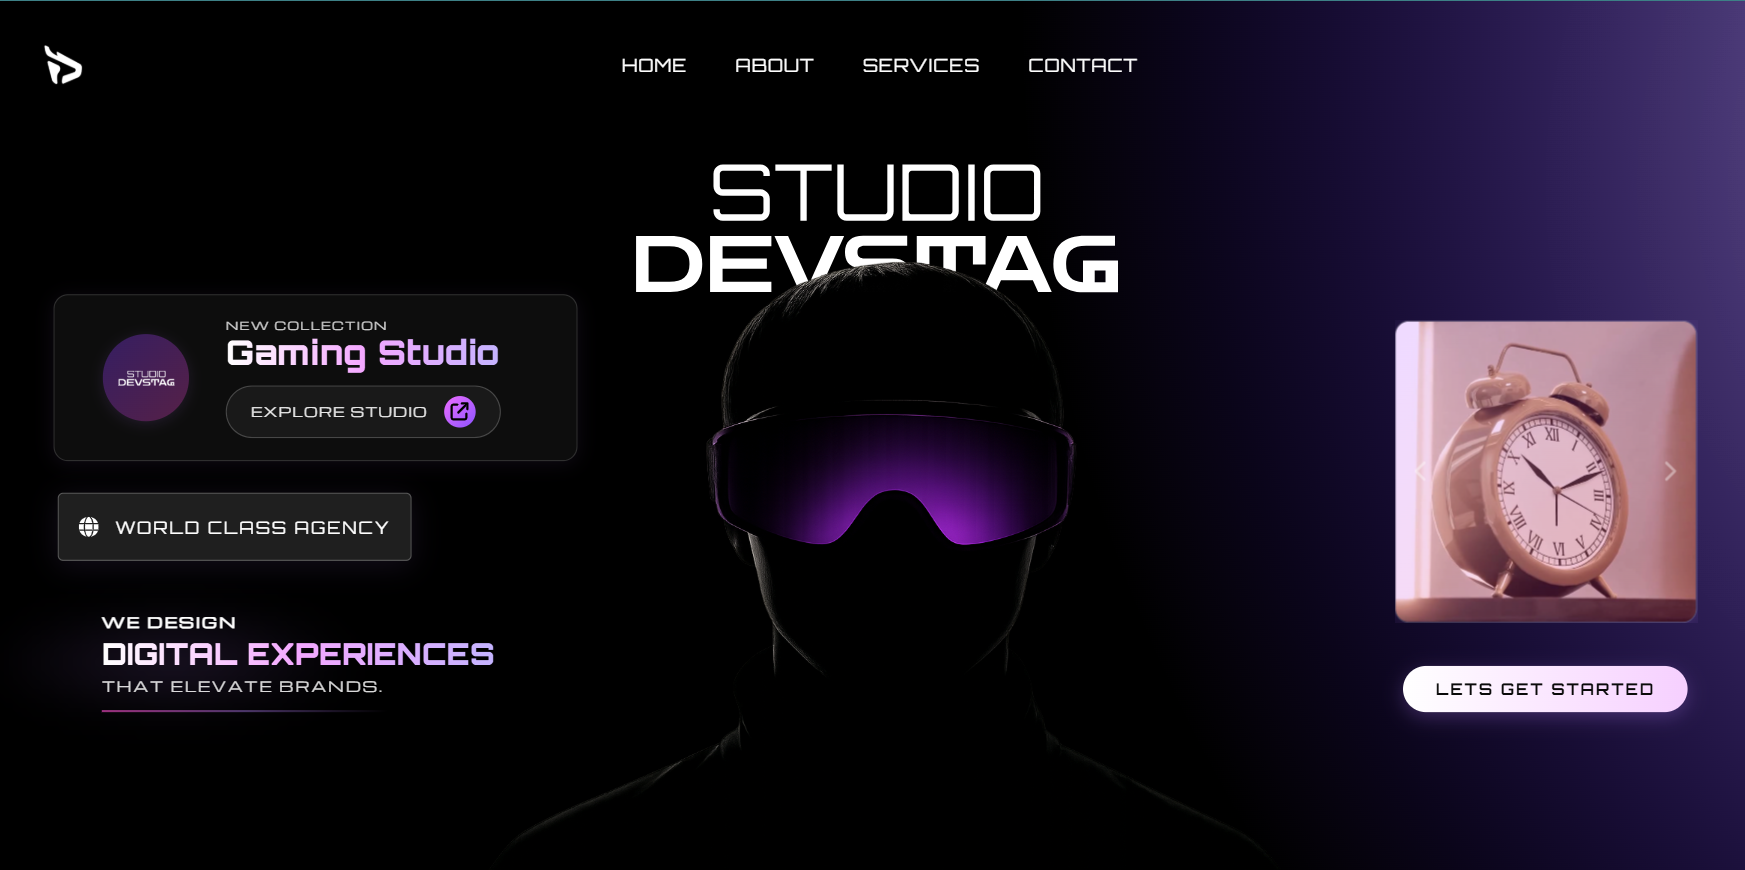 HOME ABOUT SERVICES CONTACT
STUDIO
DEVSTAG
NEW COLLECTION
Gaming Studio
STUDIO
DEVSTAG
EXPLORE STUDIO
WORLD CLASS AGENCY
WE DESIGN
DIGITAL EXPERIENCES
THAT ELEVATE BRANDS.
XII
I
II
III
IV
V
VI
VII
VIII
IX
X
XI
LETS GET STARTED